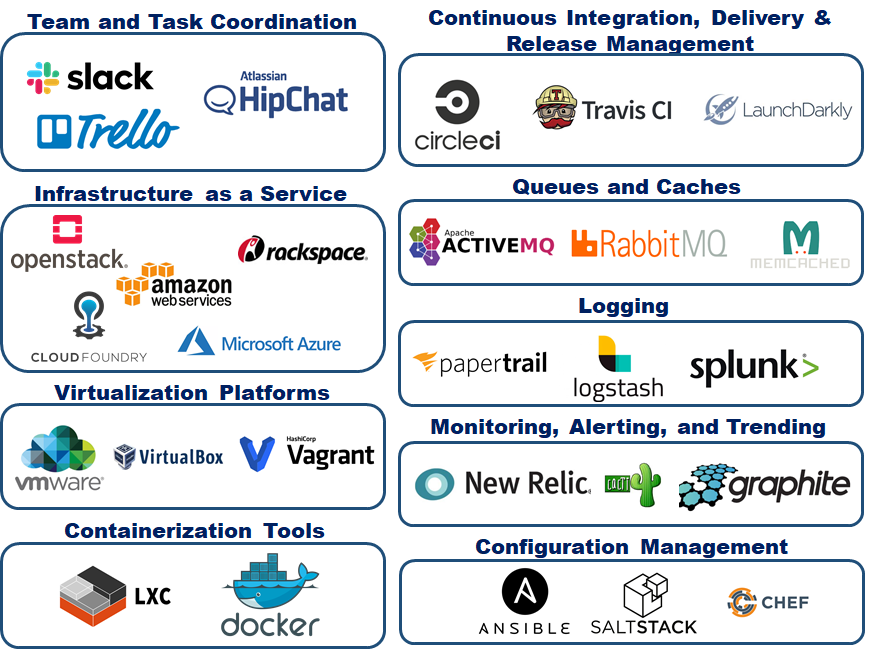 Team and Task Coordination
slack
Atlassian
HipChat
Trello
Infrastructure as a Service
openstack.
rackspace.
amazon
web services
CLOUD FOUNDRY
Microsoft Azure
Virtualization Platforms
vmware®
VirtualBox
HashiCorp
Vagrant
Containerization Tools
LXC
docker
Continuous Integration, Delivery &
Release Management
circleci
Travis CI
LaunchDarkly
Queues and Caches
Apache
ACTIVEMQ
RabbitMQ
MEMCACHED
Logging
papertrail
logstash
splunk>
Monitoring, Alerting, and Trending
New Relic.
CACTI
graphite
Configuration Management
ANSIBLE
SALTSTACK
CHEF